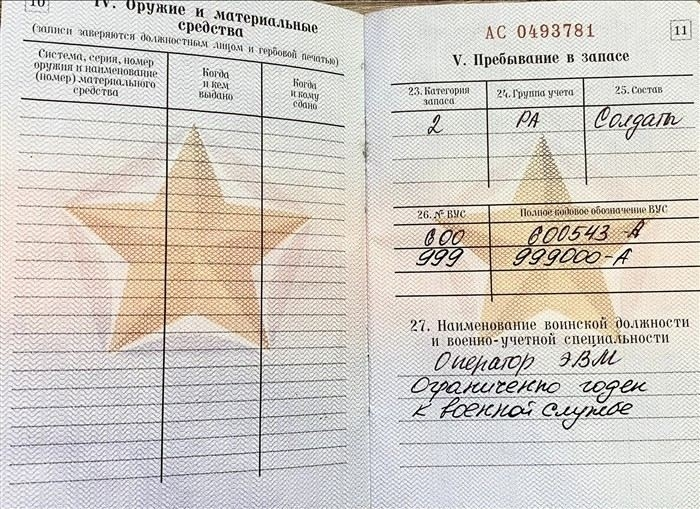 10
IV. Оружие и материальные
средства
(записи заверяются должностным лицом и гербовой печатью)
Система, серия, номер
оружия и наименование
(номер) материального
средства
Когда
и кем
выдано
Когда
и кому
сдано
АС 0493781
11
V. Пребывание в запасе
23. Категория
запаса
24. Группа учета
25. Состав
2 РА Солдаты
26. № ВУС
Полное кодовое обозначение ВУС
600 600543-А
999 999000-А
27. Наименование воинской должности
и военно-учетной специальности
Оператор ЭВМ
Ограниченно годен
к военной службе